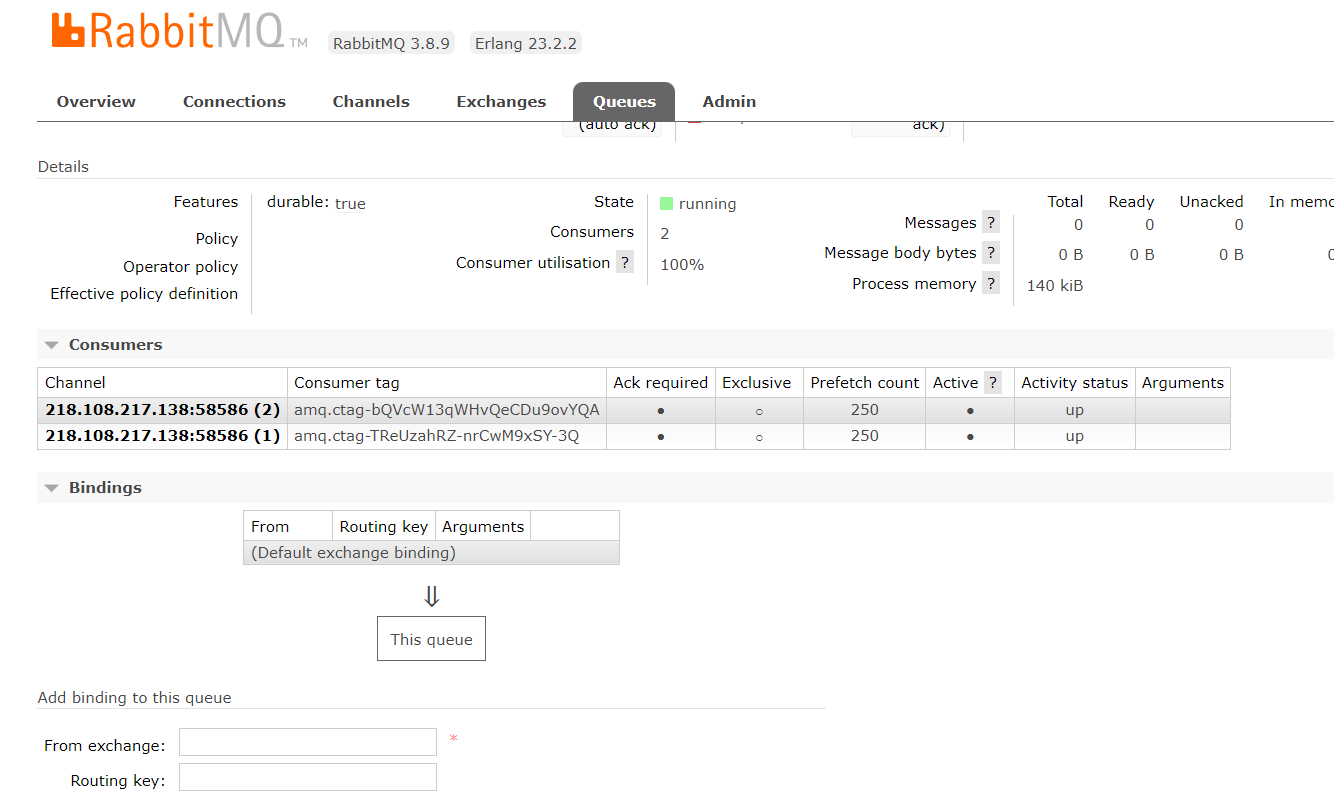 RabbitMQ TM RabbitMQ 3.8.9 Erlang 23.2.2
Overview Connections Channels Exchanges Queues Admin
(auto ack) ack)
Details
Features durable: true State running Total Ready Unacked In memo
Messages ? 0 0 0
Policy Consumers 2
Message body bytes ? 0 B 0 B 0 B 0
Operator policy Consumer utilisation ? 100%
Process memory ? 140 kiB
Effective policy definition
Consumers
Channel Consumer tag Ack required Exclusive Prefetch count Active ? Activity status Arguments
218.108.217.138:58586 (2) amq.ctag-bQVcW13qWHvQeCDu9ovYQA ● ○ 250 ● up
218.108.217.138:58586 (1) amq.ctag-TReUzahRZ-nrCwM9xSY-3Q ● ○ 250 ● up
Bindings
From Routing key Arguments
(Default exchange binding)
⇓
This queue
Add binding to this queue
From exchange: *
Routing key: